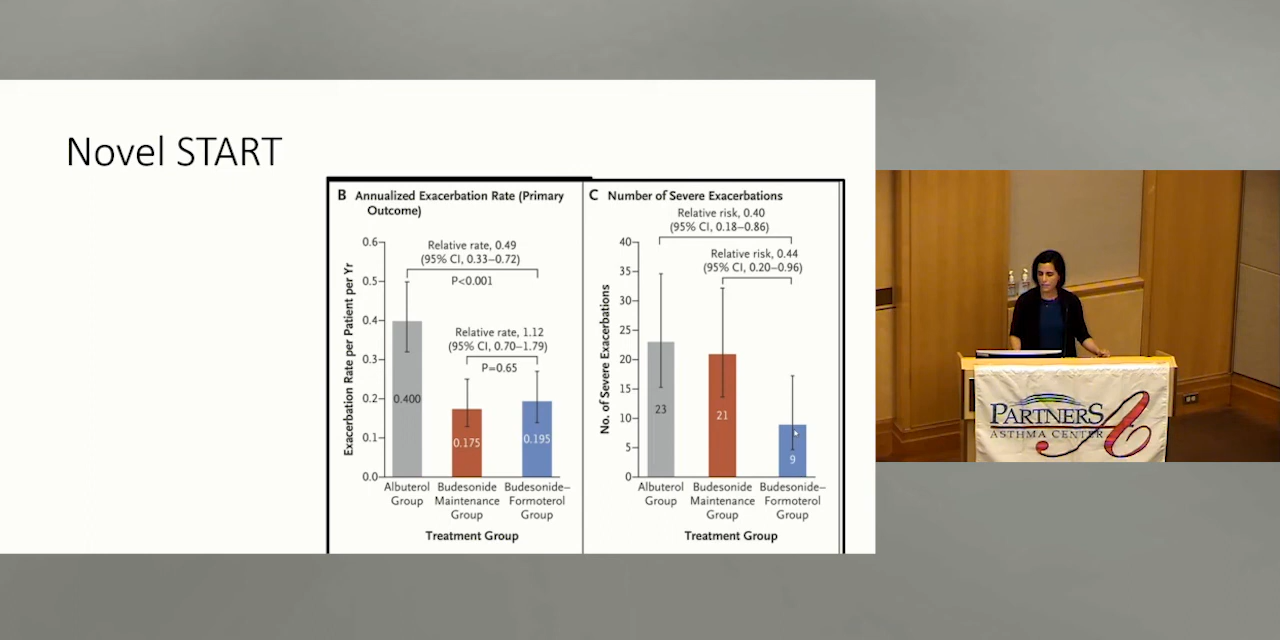 Novel START
B Annualized Exacerbation Rate (Primary
Outcome)
Exacerbation Rate per Patient per Yr
0.6
0.5
0.4
0.3
0.2
0.1
0.0
Relative rate, 0.49
(95% CI, 0.33–0.72)
P<0.001
Relative rate, 1.12
(95% CI, 0.70–1.79)
P=0.65
0.400
0.175
0.195
Albuterol
Group
Budesonide
Maintenance
Group
Budesonide–
Formoterol
Group
Treatment Group
C Number of Severe Exacerbations
Relative risk, 0.40
(95% CI, 0.18–0.86)
Relative risk, 0.44
(95% CI, 0.20–0.96)
No. of Severe Exacerbations
40
35
30
25
20
15
10
5
0
23
21
9
Albuterol
Group
Budesonide
Maintenance
Group
Budesonide–
Formoterol
Group
Treatment Group
PARTNERS
ASTHMA CENTER
A